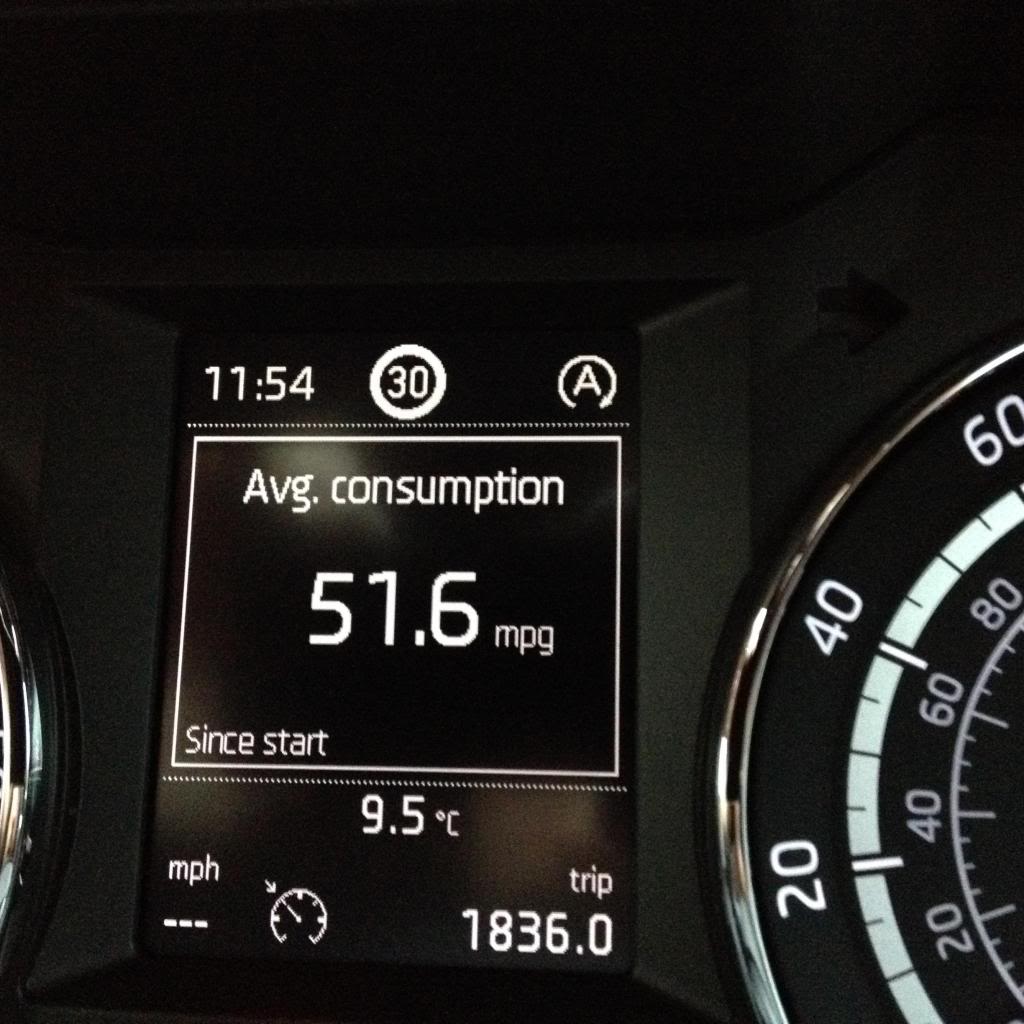 11:54 30 A
Avg. consumption
51.6 mpg
Since start
9.5 °C
mph trip
--- 1836.0
60
40
20
80
60
40
20